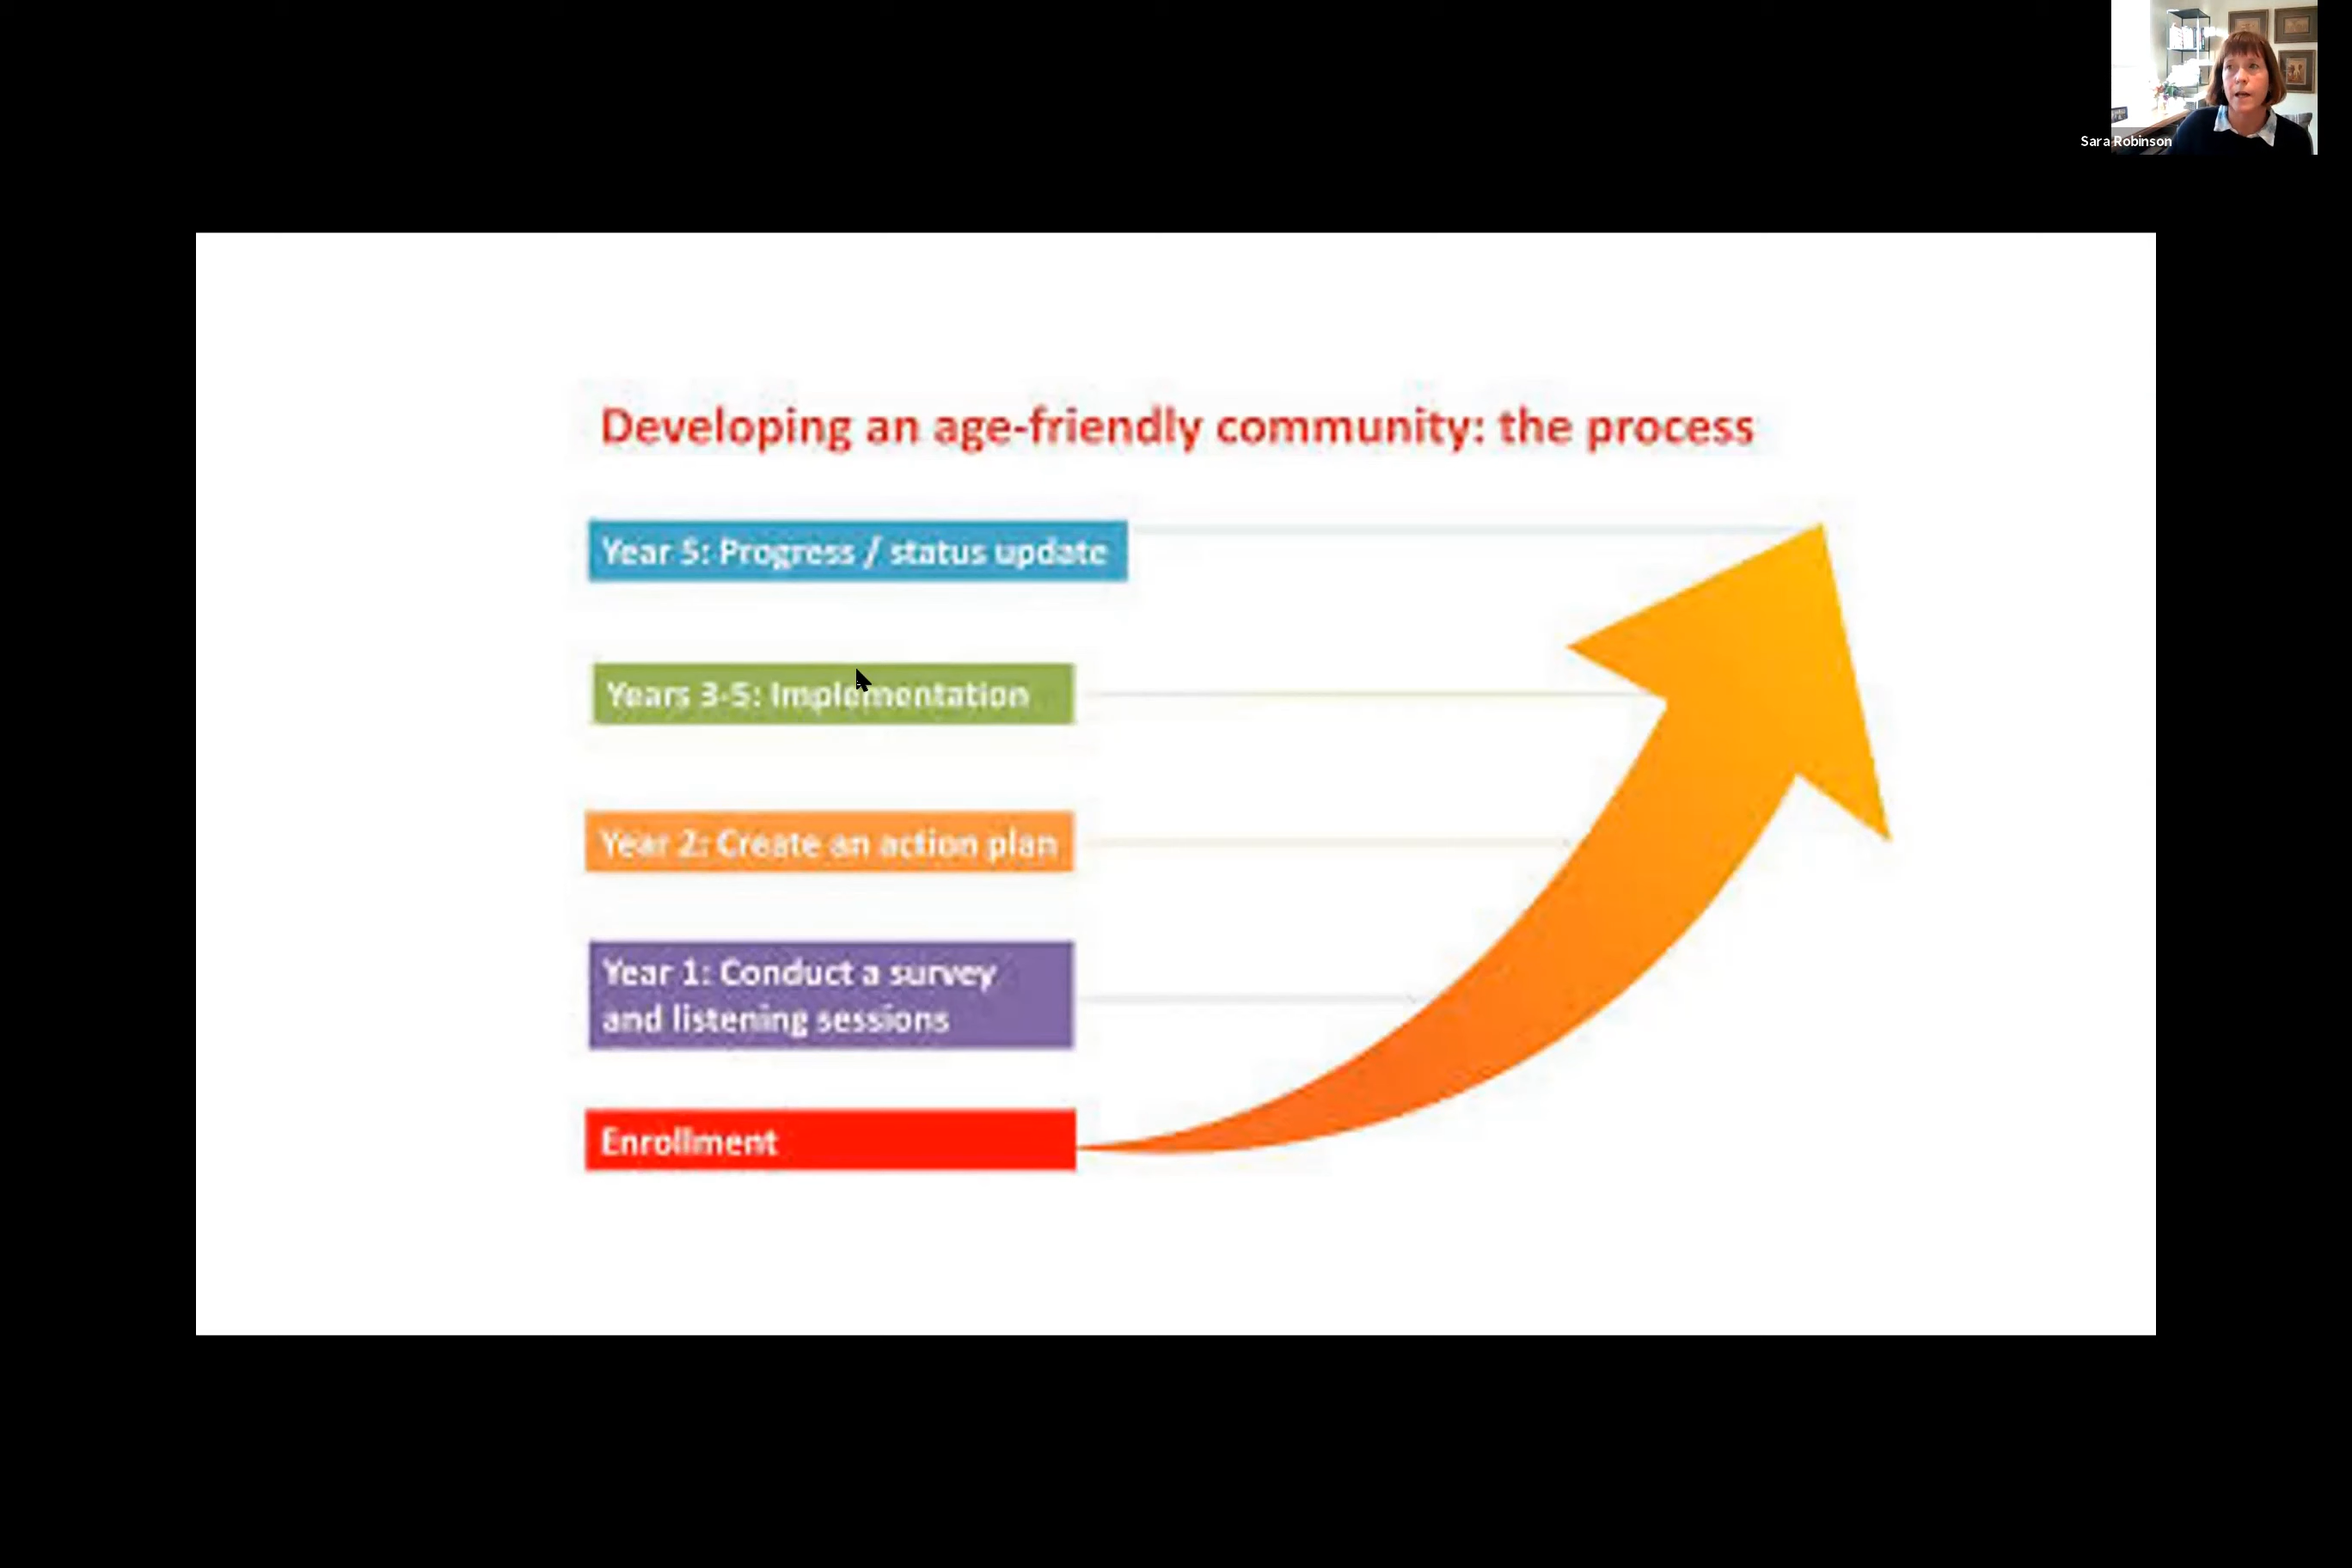 Sara Robinson
Developing an age-friendly community: the process
Year 5: Progress / status update
Years 3-5: Implementation
Year 2: Create an action plan
Year 1: Conduct a survey
and listening sessions
Enrollment